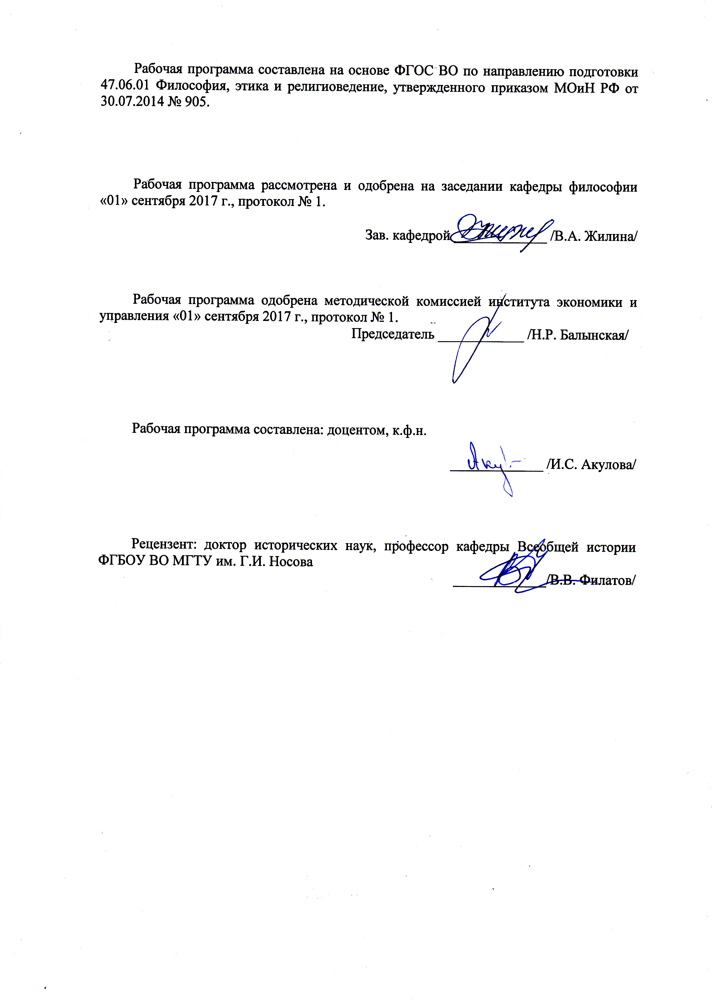 Рабочая программа составлена на основе ФГОС ВО по направлению подготовки
47.06.01 Философия, этика и религиоведение, утвержденного приказом МОиН РФ от
30.07.2014 № 905.
Рабочая программа рассмотрена и одобрена на заседании кафедры философии
«01» сентября 2017 г., протокол № 1.
Зав. кафедрой______________ /В.А. Жилина/
Рабочая программа одобрена методической комиссией института экономики и
управления «01» сентября 2017 г., протокол № 1.
Председатель _____________ /Н.Р. Балынская/
Рабочая программа составлена: доцентом, к.ф.н.
______________ /И.С. Акулова/
Рецензент: доктор исторических наук, профессор кафедры Всеобщей истории
ФГБОУ ВО МГТУ им. Г.И. Носова
______________/В.В. Филатов/